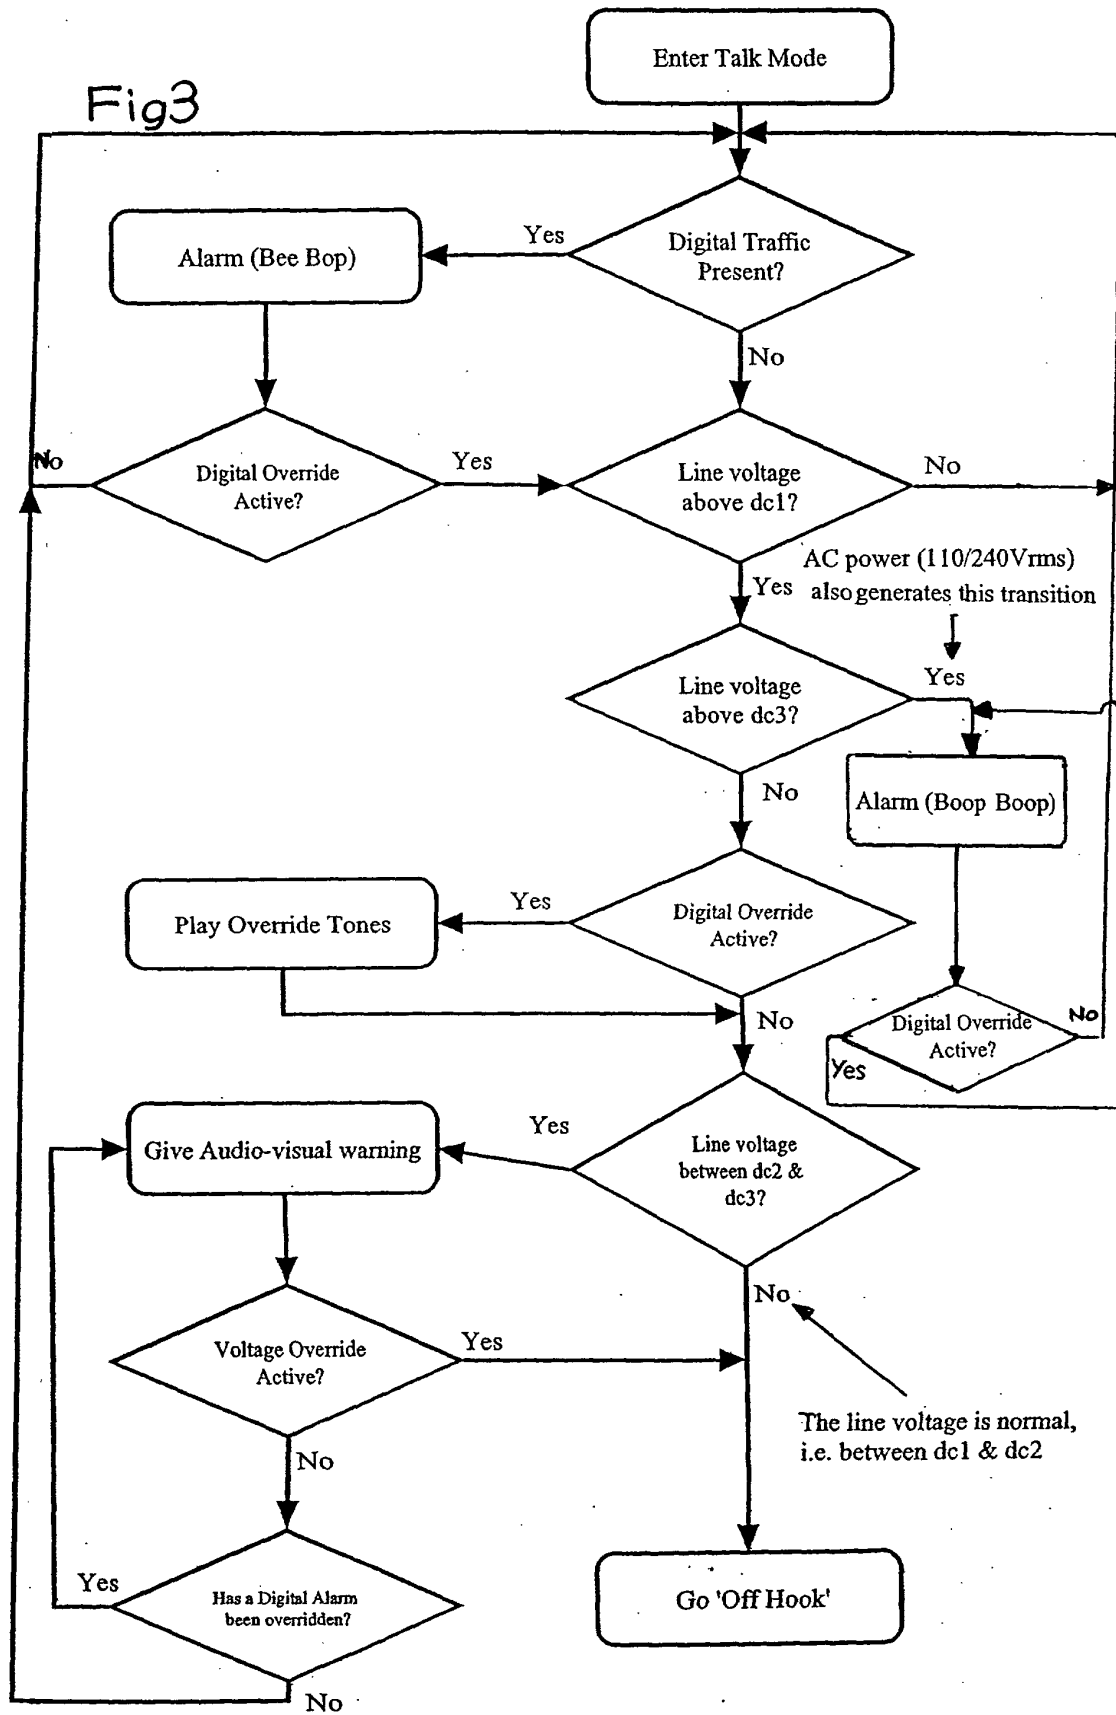 Enter Talk Mode
Fig3
Digital Traffic
Present?
Yes
Alarm (Bee Bop)
No
Digital Override
Active?
No
Yes
Line voltage
above dc1?
No
Yes
AC power (110/240Vrms)
also generates this transition
Line voltage
above dc3?
Yes
No
Alarm (Boop Boop)
Digital Override
Active?
Yes
Play Override Tones
No
Digital Override
Active?
No
Yes
Line voltage
between dc2 &
dc3?
Yes
Give Audio-visual warning
No
Voltage Override
Active?
Yes
The line voltage is normal,
i.e. between dc1 & dc2
No
Has a Digital Alarm
been overridden?
Yes
No
Go 'Off Hook'